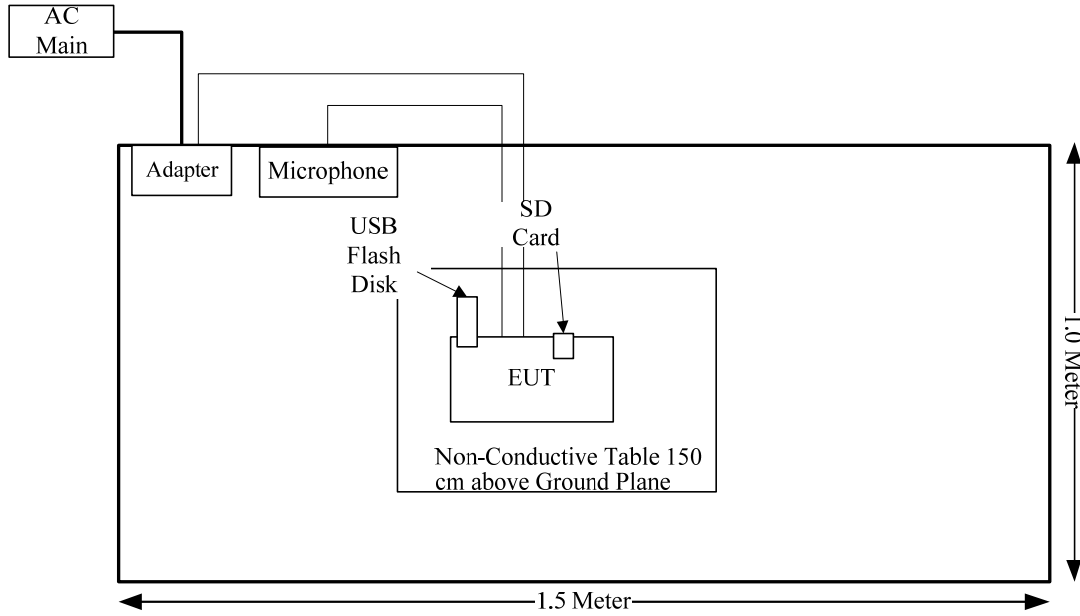 AC
Main
Adapter
Microphone
USB
Flash
Disk
SD
Card
EUT
Non-Conductive Table 150
cm above Ground Plane
1.0 Meter
1.5 Meter